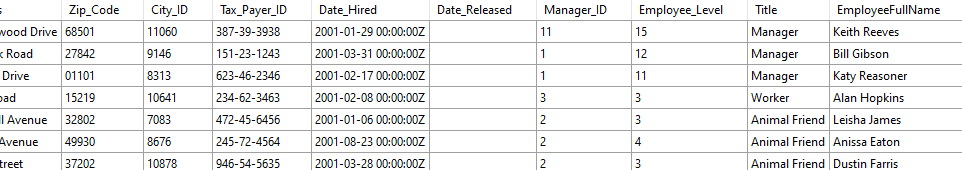 s Zip_Code City_ID Tax_Payer_ID Date_Hired Date_Released Manager_ID Employee_Level Title EmployeeFullName
wood Drive 68501 11060 387-39-3938 2001-01-29 00:00:00Z 11 15 Manager Keith Reeves
k Road 27842 9146 151-23-1243 2001-03-31 00:00:00Z 1 12 Manager Bill Gibson
Drive 01101 8313 623-46-2346 2001-02-17 00:00:00Z 1 11 Manager Katy Reasoner
oad 15219 10641 234-62-3463 2001-02-08 00:00:00Z 3 3 Worker Alan Hopkins
ll Avenue 32802 7083 472-45-6456 2001-01-06 00:00:00Z 2 3 Animal Friend Leisha James
Avenue 49930 8676 245-72-4564 2001-08-23 00:00:00Z 2 4 Animal Friend Anissa Eaton
treet 37202 10878 946-54-5635 2001-03-28 00:00:00Z 2 3 Animal Friend Dustin Farris